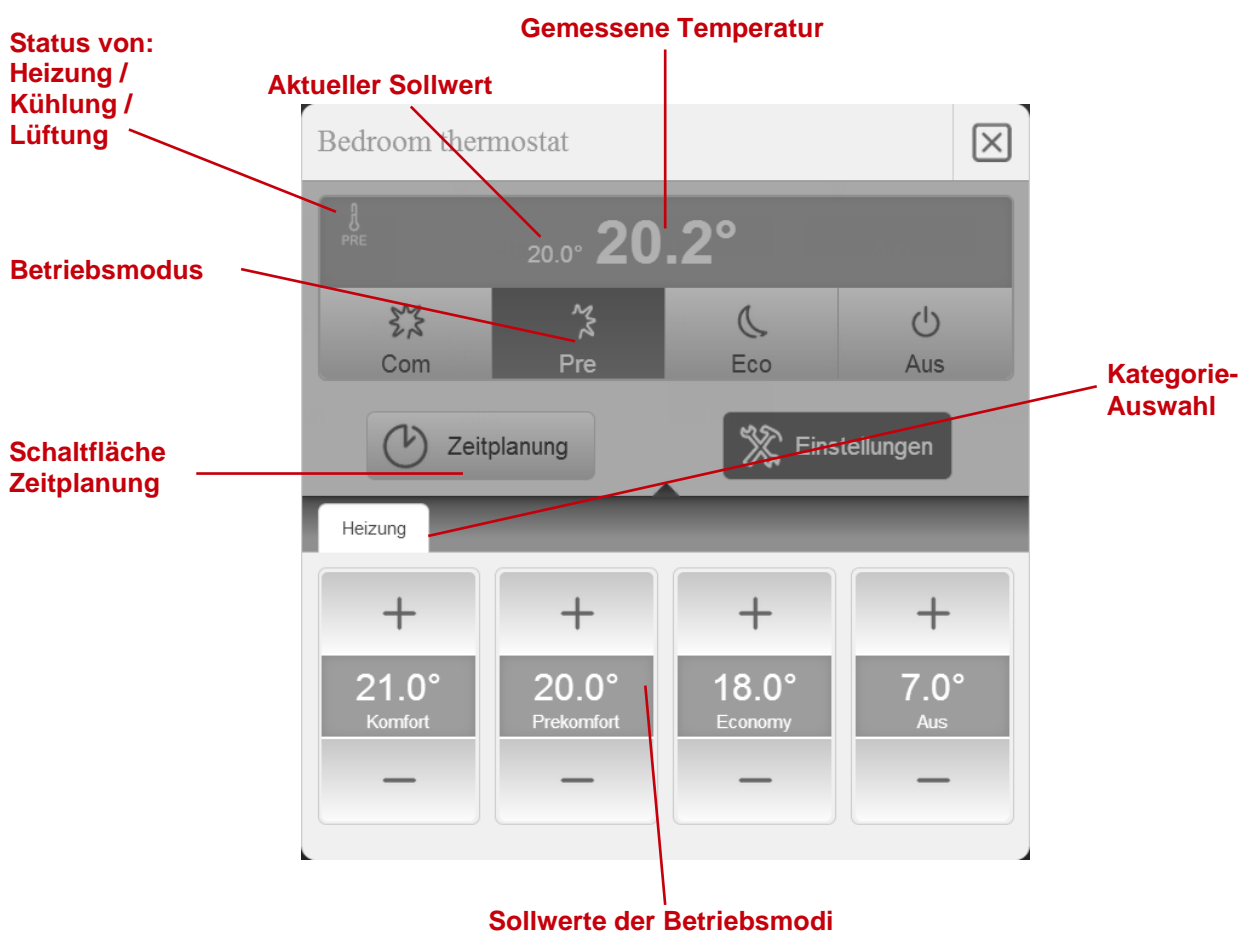 Gemessene Temperatur
Status von:
Heizung /
Kühlung /
Lüftung
Aktueller Sollwert
Bedroom thermostat
PRE
20.0° 20.2°
Betriebsmodus
Com Pre Eco Aus
Kategorie-
Auswahl
Schaltfläche
Zeitplanung
Zeitplanung Einstellungen
Heizung
+ + + +
21.0° 20.0° 18.0° 7.0°
Komfort Prekomfort Economy Aus
− − − −
Sollwerte der Betriebsmodi